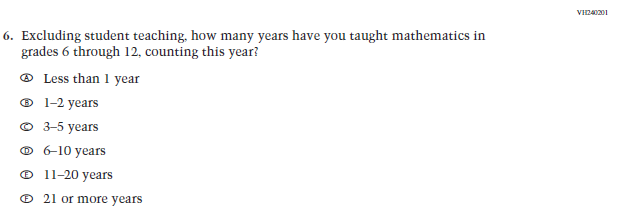 VH240201
6. Excluding student teaching, how many years have you taught mathematics in
grades 6 through 12, counting this year?
Ⓐ Less than 1 year
Ⓑ 1–2 years
Ⓒ 3–5 years
Ⓓ 6–10 years
Ⓔ 11–20 years
Ⓕ 21 or more years